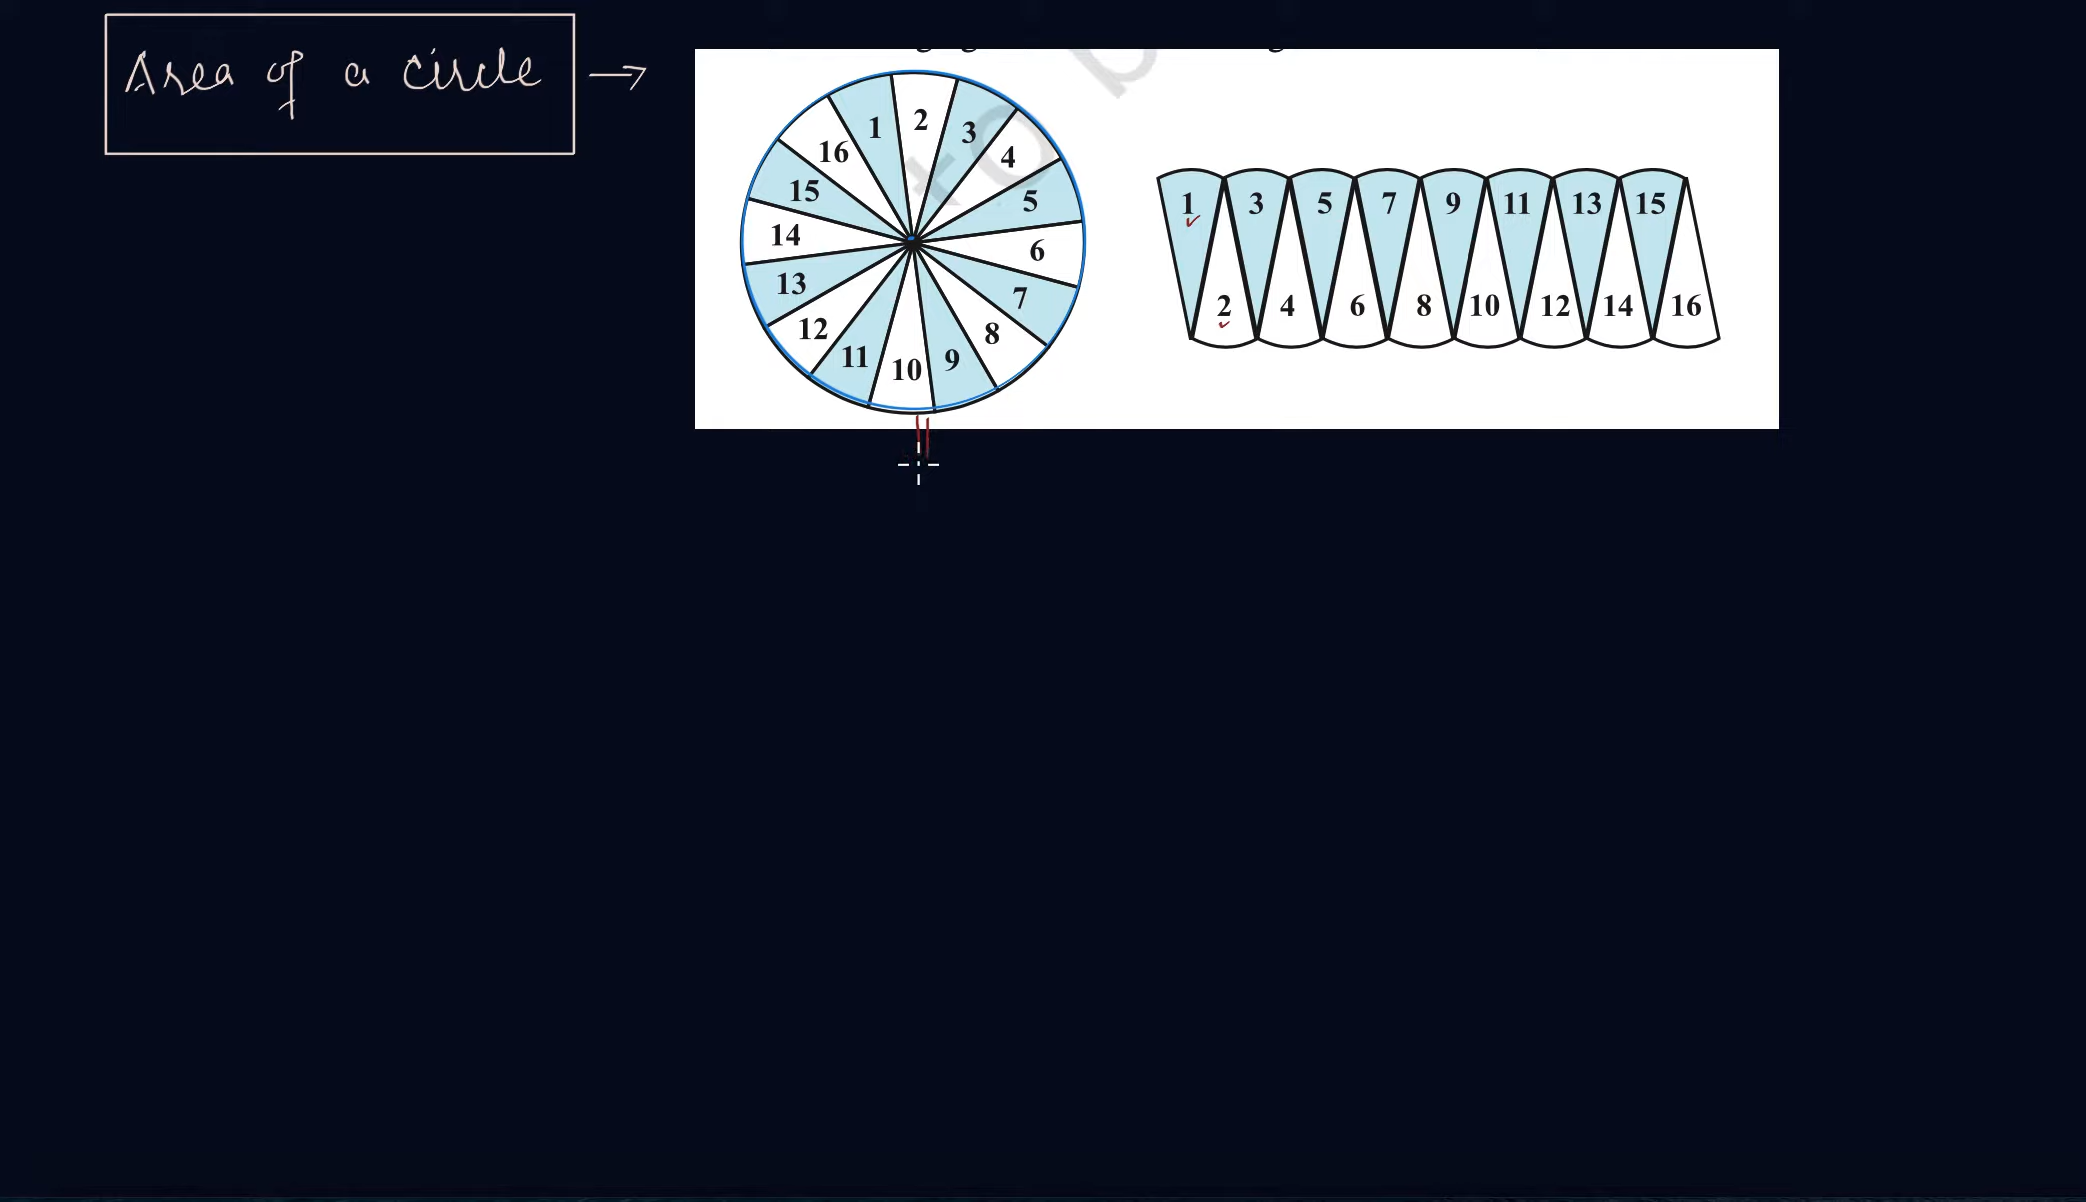 Area of a circle →
1 2 3 4 5 6 7 8 9 10 11 12 13 14 15 16
1 3 5 7 9 11 13 15
2 4 6 8 10 12 14 16
to b